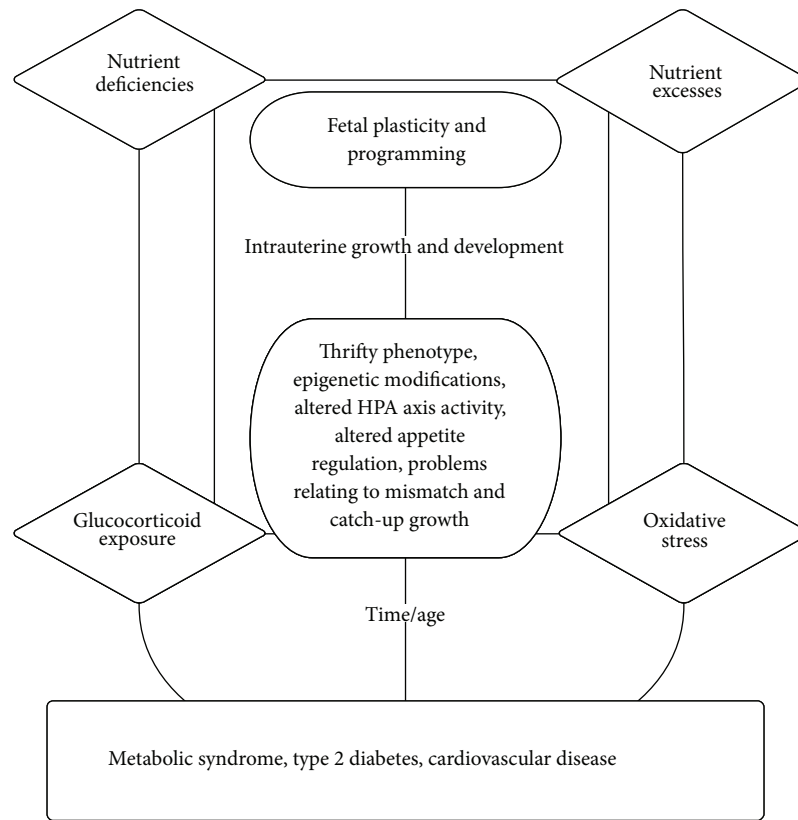 Nutrient
deficiencies
Nutrient
excesses
Fetal plasticity and
programming
Intrauterine growth and development
Thrifty phenotype,
epigenetic modifications,
altered HPA axis activity,
altered appetite
regulation, problems
relating to mismatch and
catch-up growth
Glucocorticoid
exposure
Oxidative
stress
Time/age
Metabolic syndrome, type 2 diabetes, cardiovascular disease